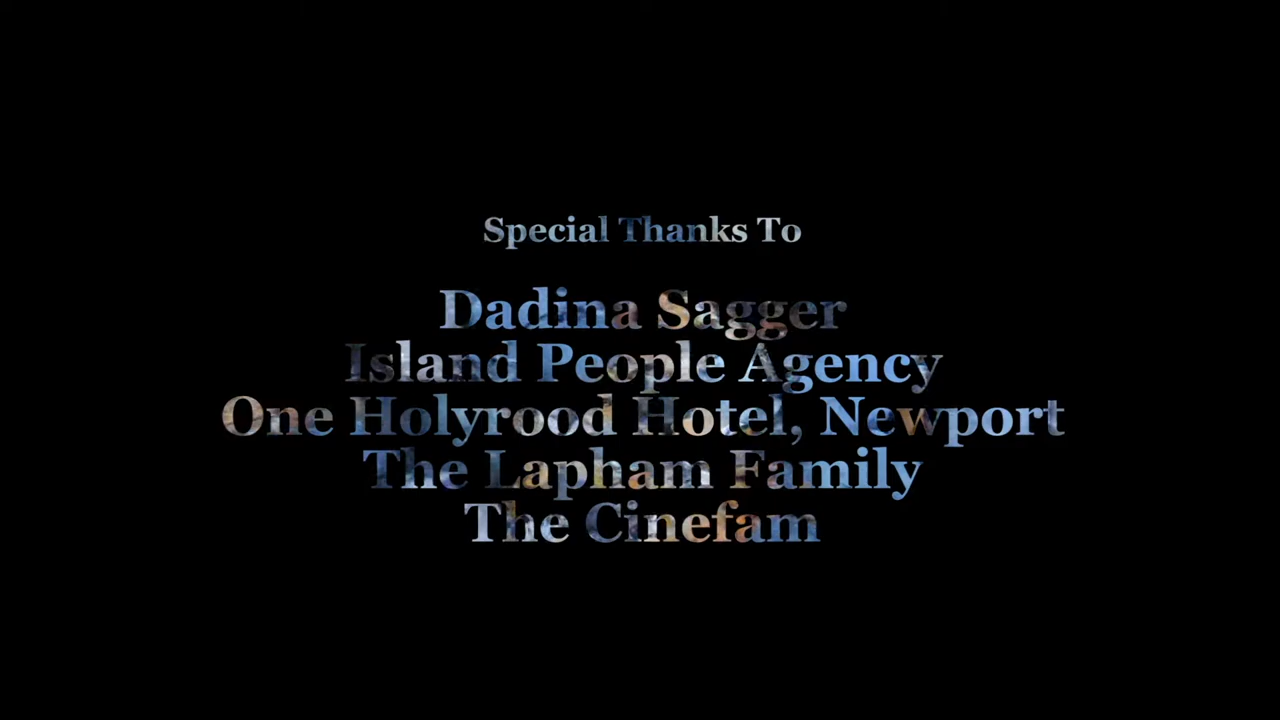 Special Thanks To
Dadina Sagger
Island People Agency
One Holyrood Hotel, Newport
The Lapham Family
The Cinefam